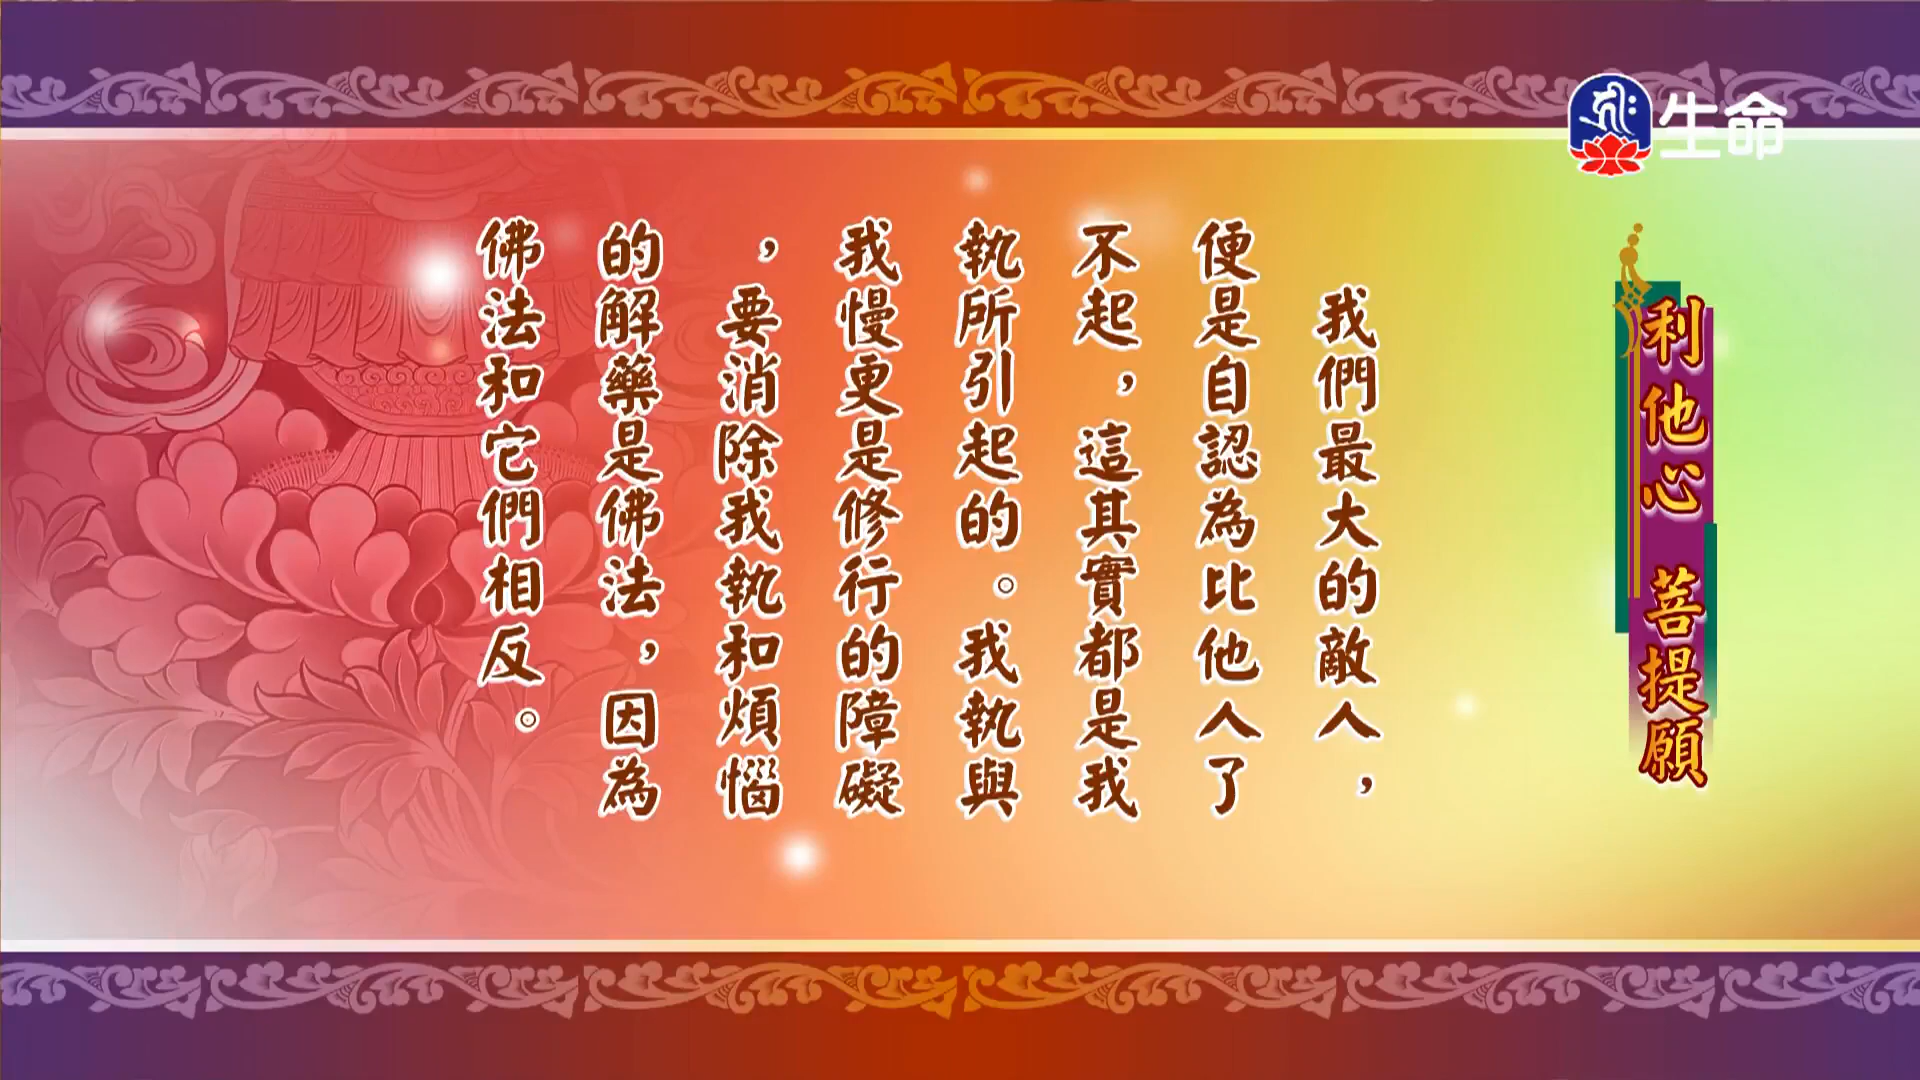 生命
利他心 菩提願
我們最大的敵人，
便是自認為比他人了
不起，這其實都是我
執所引起的。我執與
我慢更是修行的障礙
，要消除我執和煩惱
的解藥是佛法，因為
佛法和它們相反。